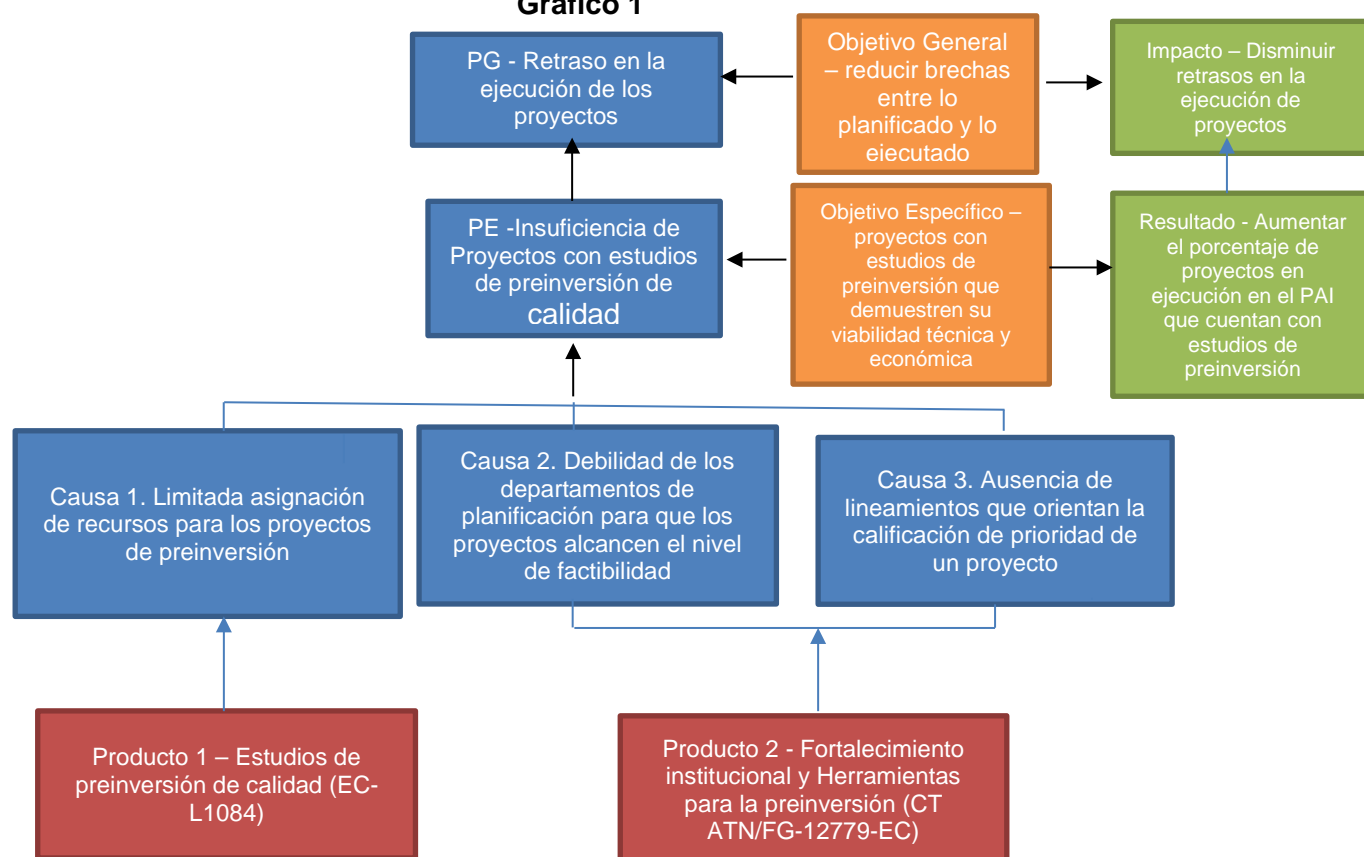 Gráfico 1
PG - Retraso en la
ejecución de los
proyectos
Objetivo General
– reducir brechas
entre lo
planificado y lo
ejecutado
Impacto – Disminuir
retrasos en la
ejecución de
proyectos
PE -Insuficiencia de
Proyectos con estudios
de preinversión de
calidad
Objetivo Específico –
proyectos con
estudios de
preinversión que
demuestren su
viabilidad técnica y
económica
Resultado - Aumentar
el porcentaje de
proyectos en
ejecución en el PAI
que cuentan con
estudios de
preinversión
Causa 1. Limitada asignación
de recursos para los proyectos
de preinversión
Causa 2. Debilidad de los
departamentos de
planificación para que los
proyectos alcancen el nivel
de factibilidad
Causa 3. Ausencia de
lineamientos que orientan la
calificación de prioridad de
un proyecto
Producto 1 – Estudios de
preinversión de calidad (EC-
L1084)
Producto 2 - Fortalecimiento
institucional y Herramientas
para la preinversión (CT
ATN/FG-12779-EC)